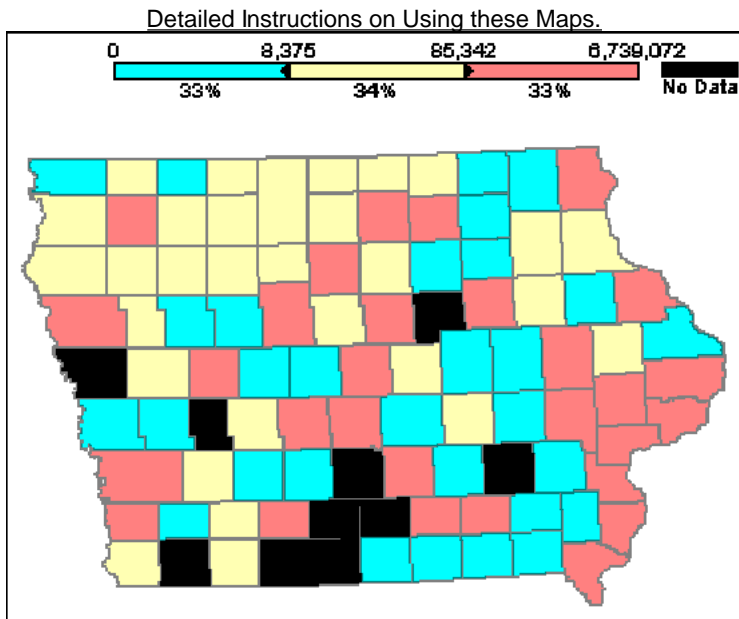 Detailed Instructions on Using these Maps.
0 8,375 85,342 6,739,072
33% 34% 33% No Data